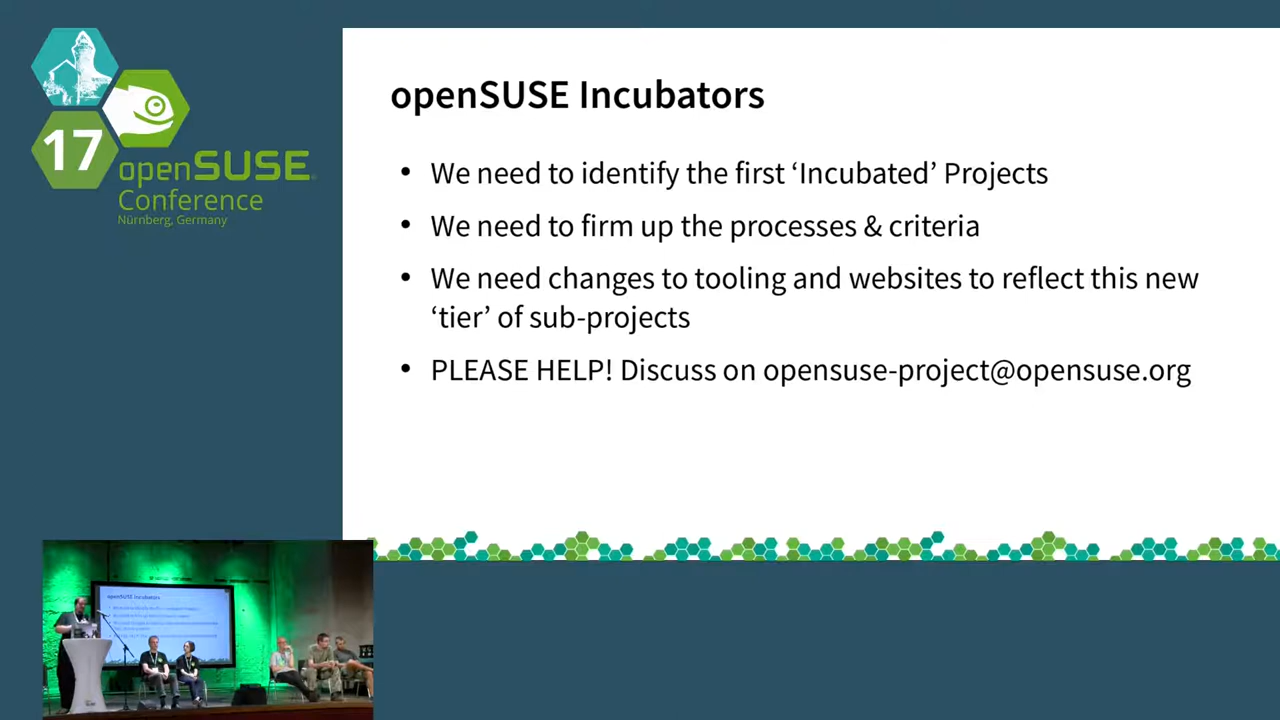 17
openSUSE
Conference
Nürnberg, Germany
openSUSE Incubators
• We need to identify the first ‘Incubated’ Projects
• We need to firm up the processes & criteria
• We need changes to tooling and websites to reflect this new
‘tier’ of sub-projects
• PLEASE HELP! Discuss on opensuse-project@opensuse.org
openSUSE Incubators